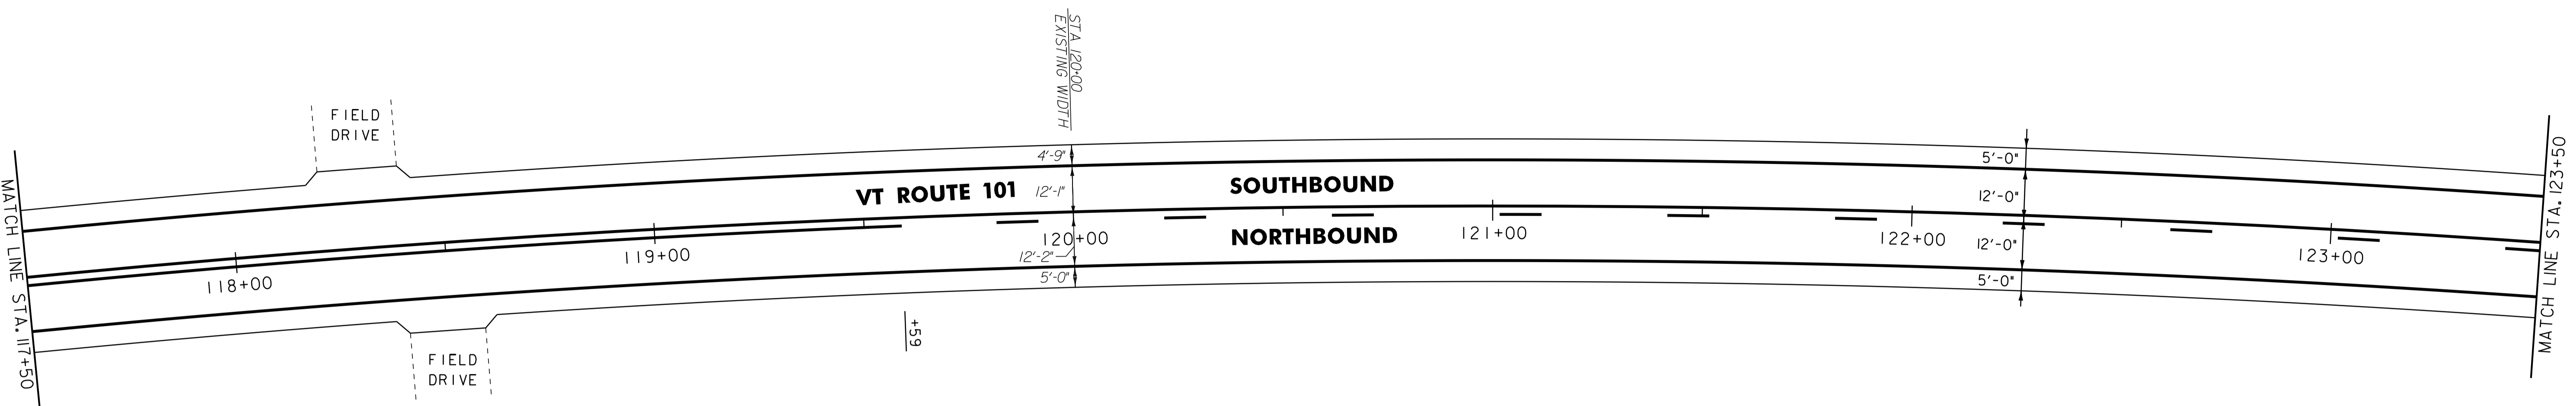 STA 120+00
EXISTING WIDTH
FIELD
DRIVE
MATCH LINE STA. 117+50
118+00
119+00
VT ROUTE 101
4'-9"
12'-1"
120+00
12'-2"
5'-0"
SOUTHBOUND
NORTHBOUND
121+00
122+00
5'-0"
12'-0"
12'-0"
5'-0"
123+00
MATCH LINE STA. 123+50
FIELD
DRIVE
+59